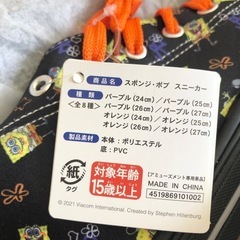 商品名 スポンジ・ボブ スニーカー
種類 パープル(24cm)／パープル(25cm)
<全8種> パープル(26cm)／パープル(27cm)
オレンジ(24cm)／オレンジ(25cm)
オレンジ(26cm)／オレンジ(27cm)
製品素材 本体：ポリエステル
底：PVC
紙
タグ
対象年齢
15歳以上
【アミューズメント専用景品】
MADE IN CHINA
4519869101002
© 2021 Viacom International Inc. Created by Stephen Hillenburg.